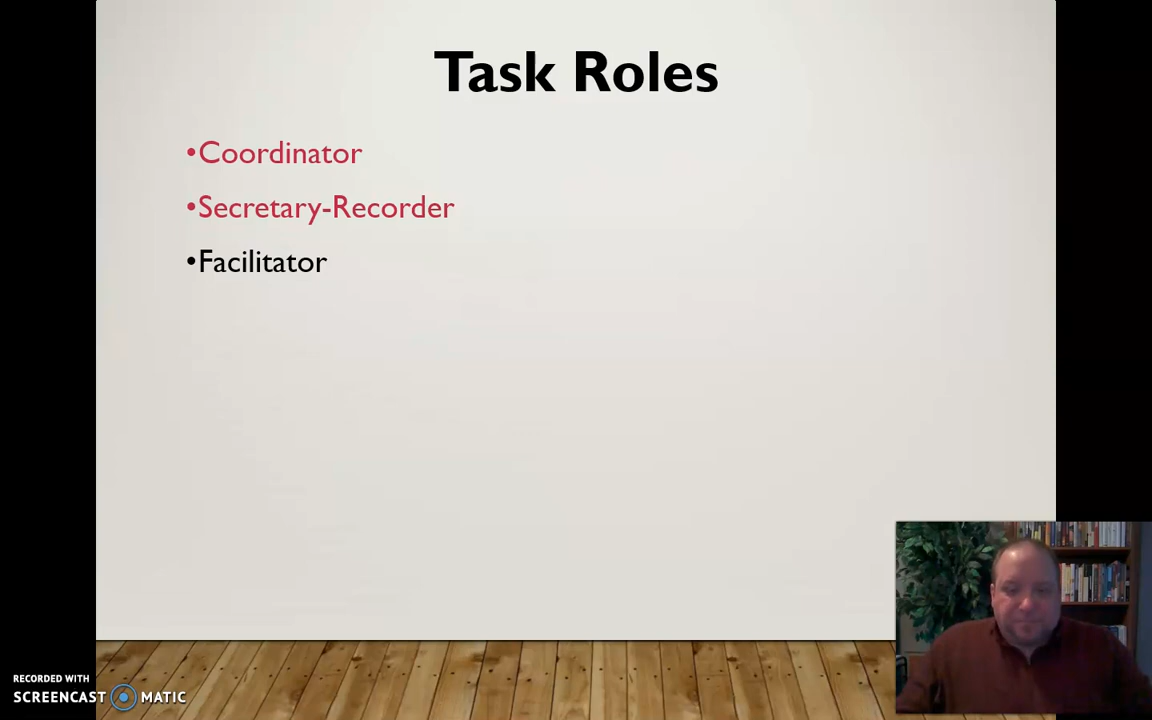 Task Roles
•Coordinator
•Secretary-Recorder
•Facilitator
RECORDED WITH
SCREENCAST MATIC